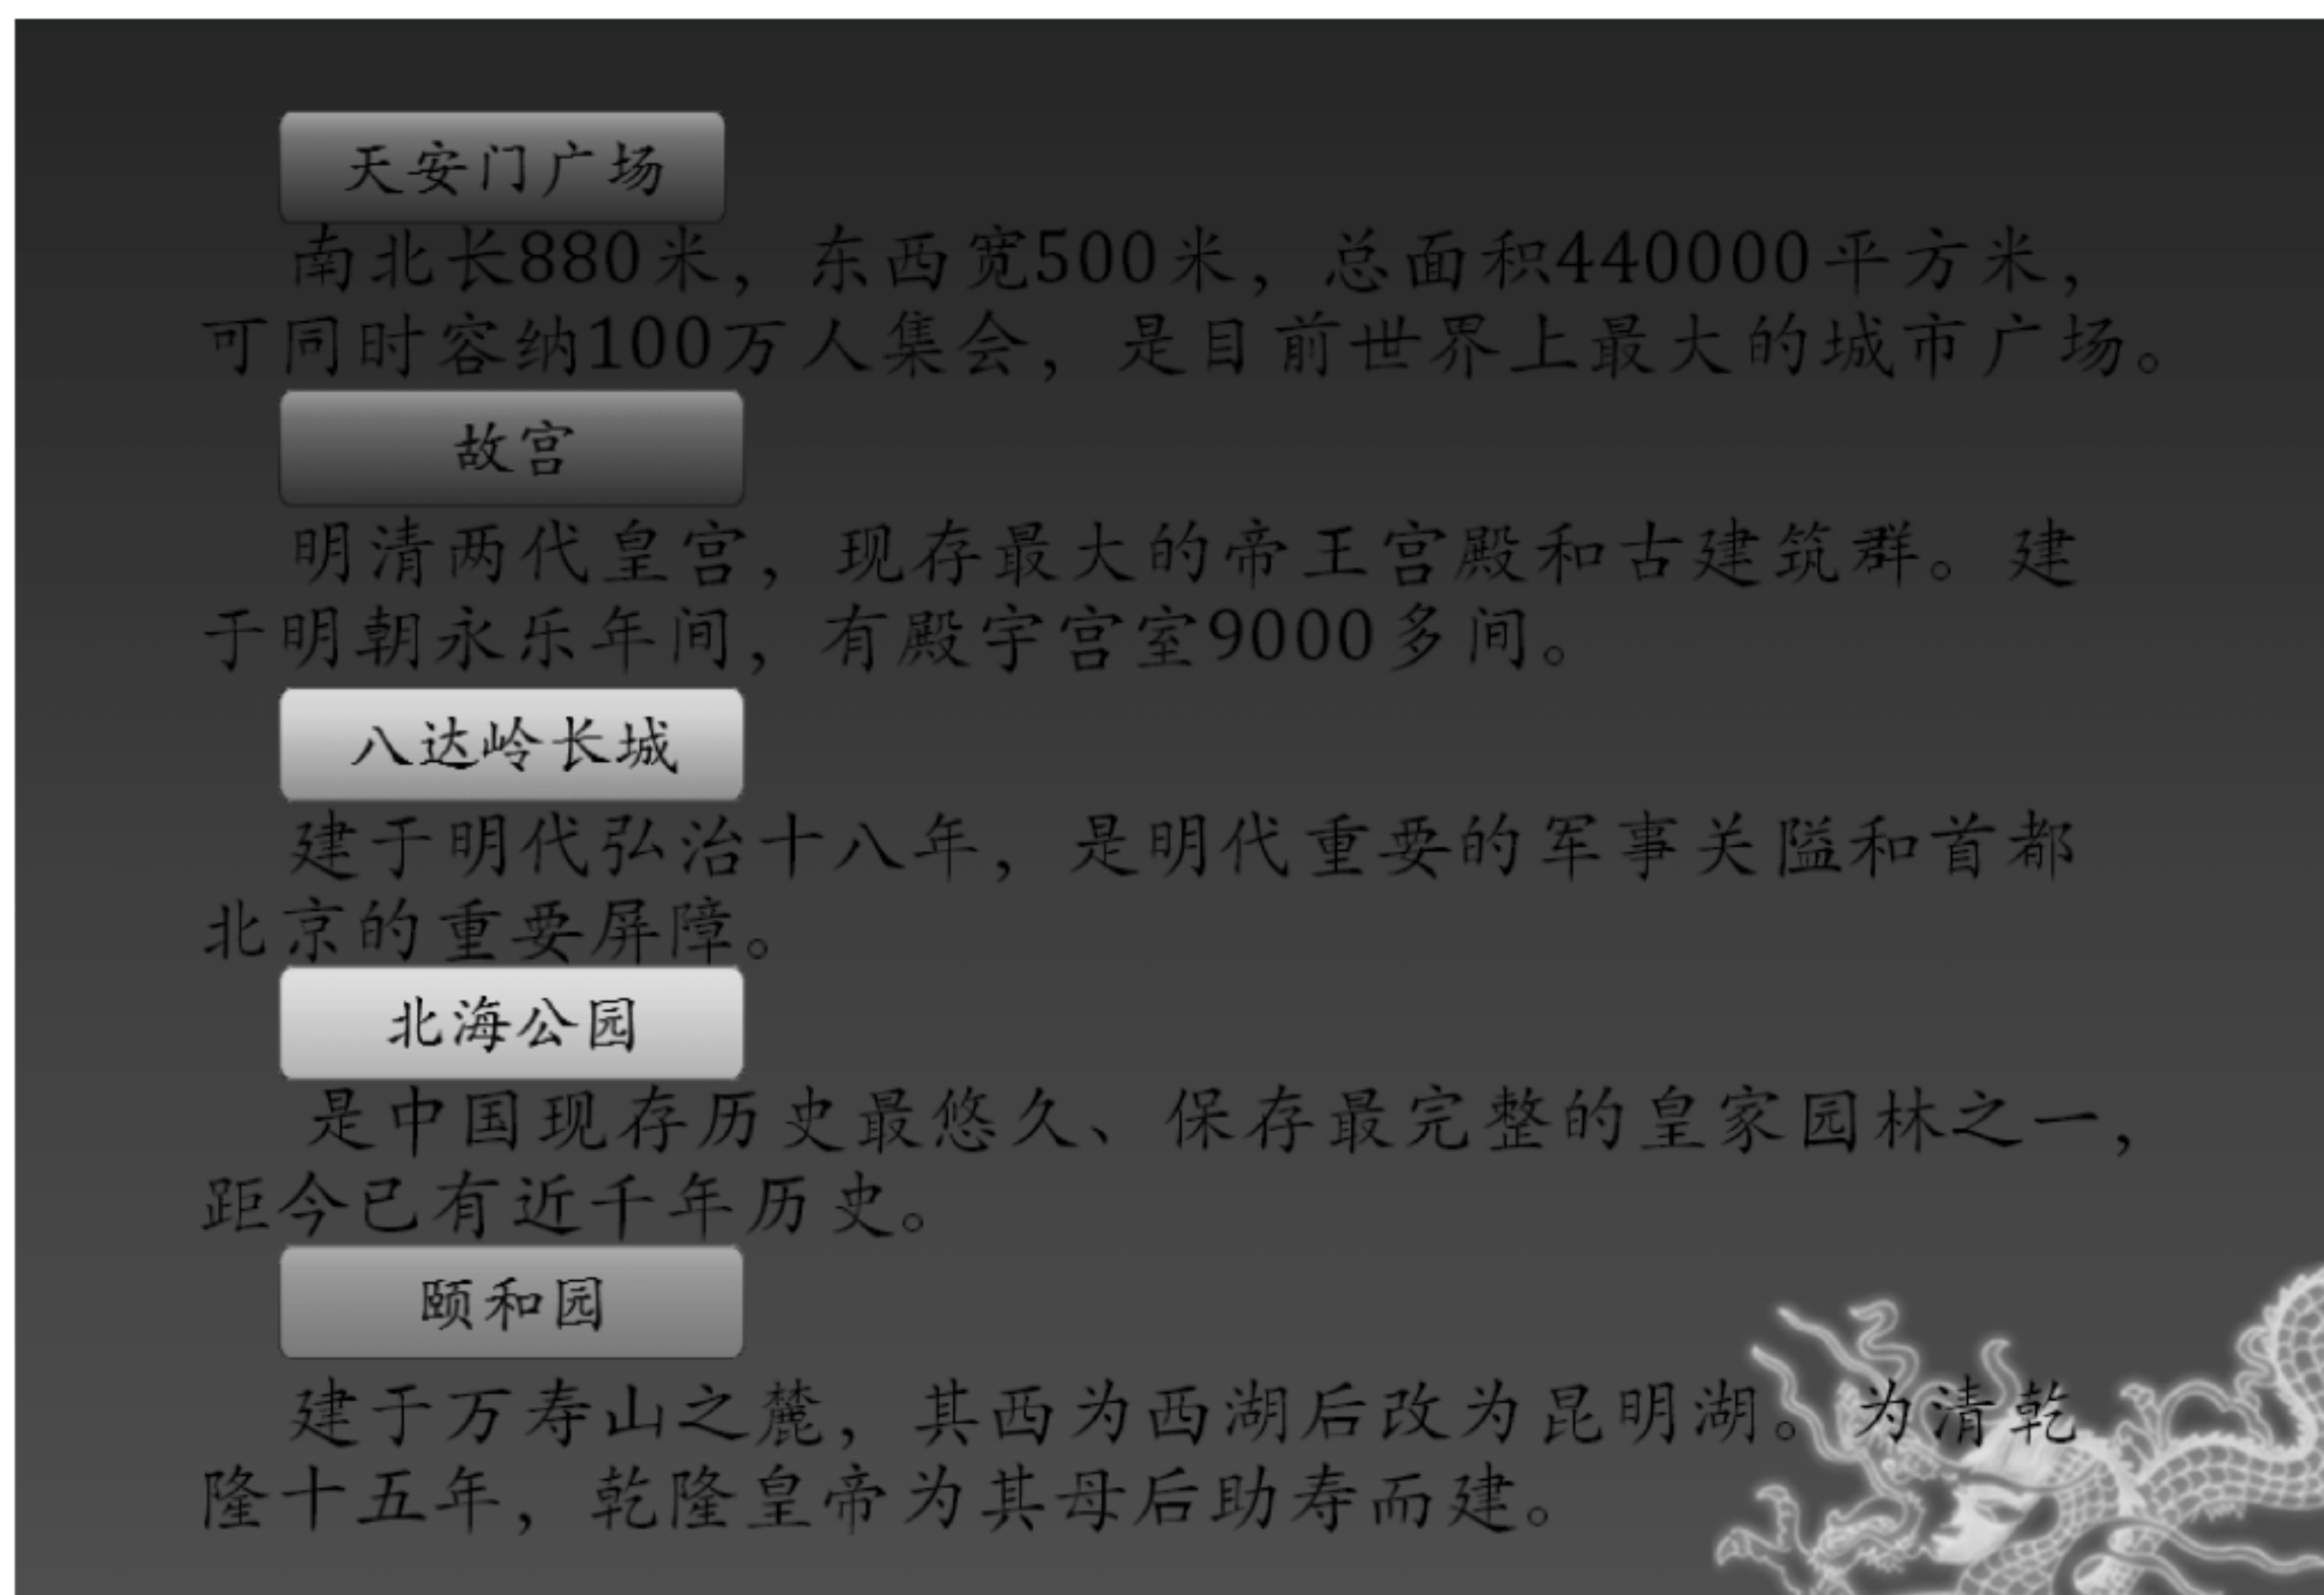 天安门广场
南北长880米，东西宽500米，总面积440000平方米，
可同时容纳100万人集会，是目前世界上最大的城市广场。
故宫
明清两代皇宫，现存最大的帝王宫殿和古建筑群。建
于明朝永乐年间，有殿宇宫室9000多间。
八达岭长城
建于明代弘治十八年，是明代重要的军事关隘和首都
北京的重要屏障。
北海公园
是中国现存历史最悠久、保存最完整的皇家园林之一，
距今已有近千年历史。
颐和园
建于万寿山之麓，其西为西湖后改为昆明湖。为清乾
隆十五年，乾隆皇帝为其母后助寿而建。